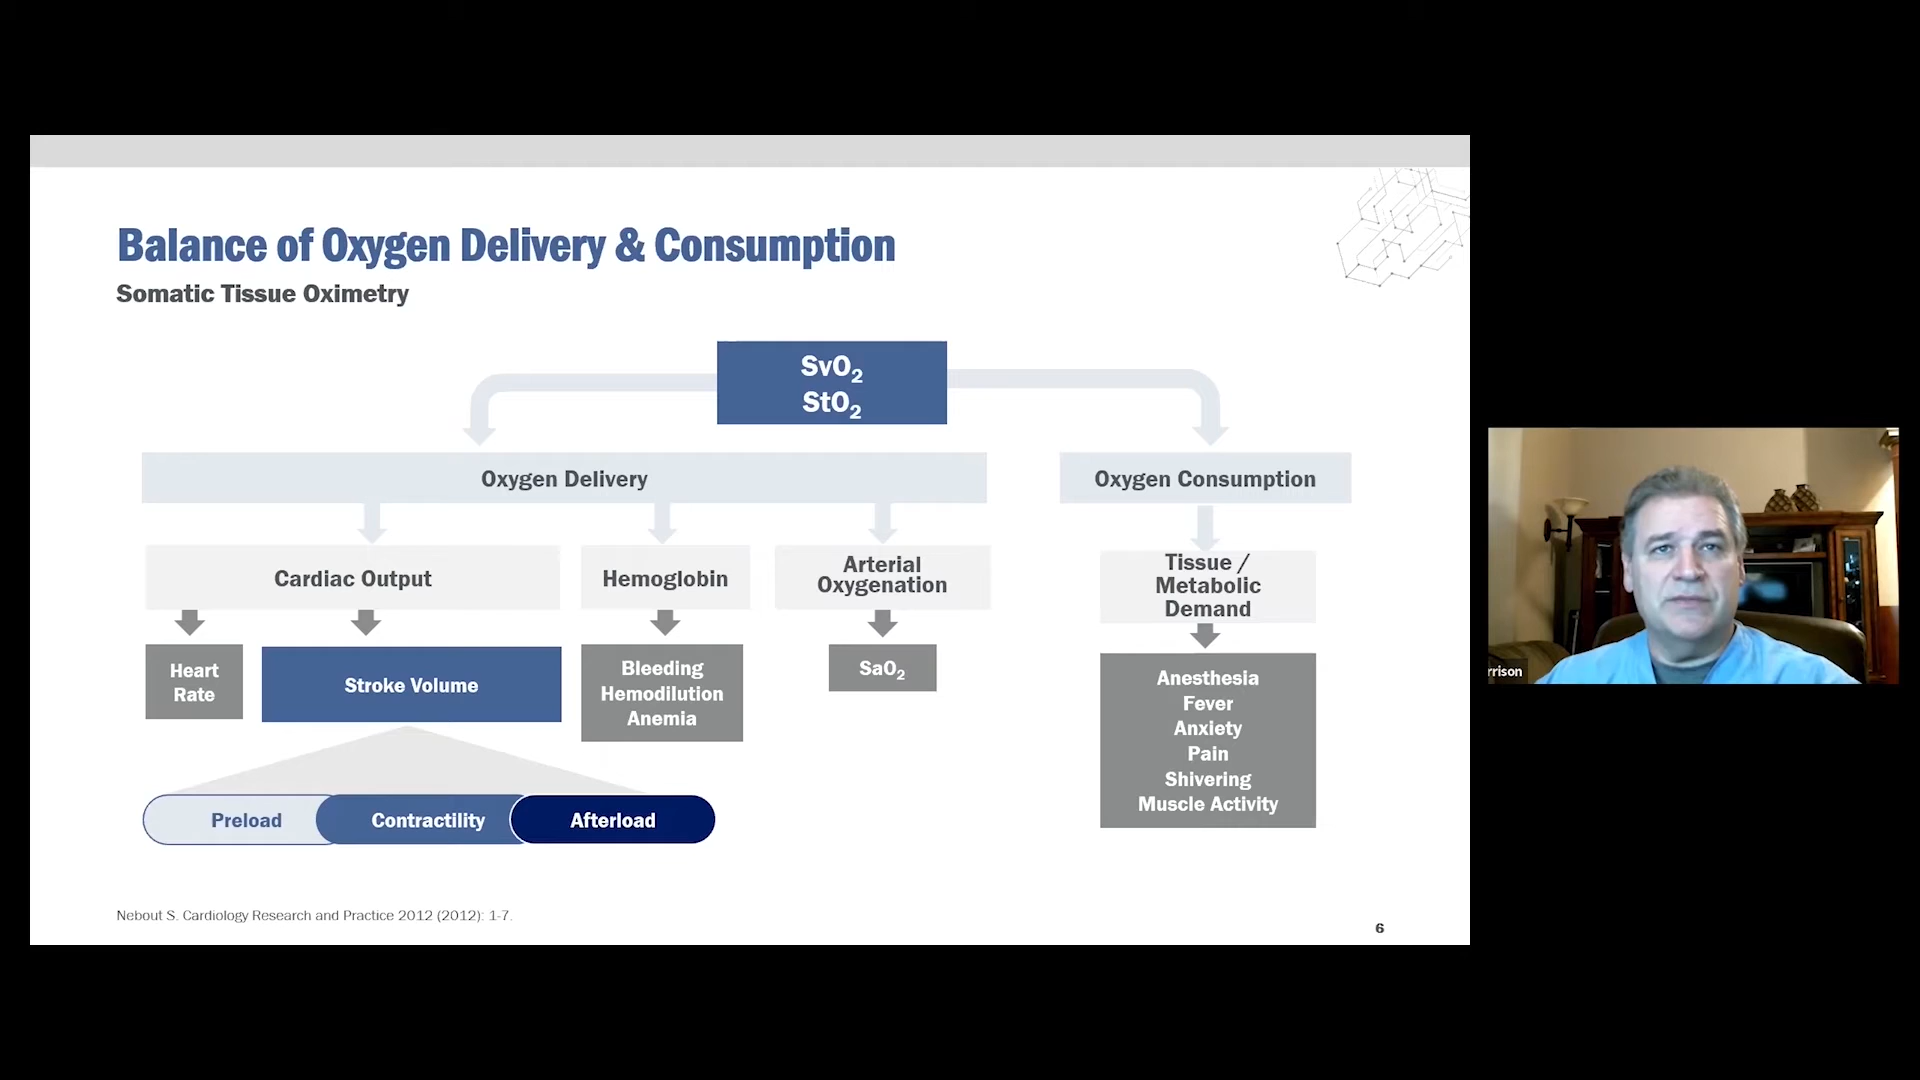 Balance of Oxygen Delivery & Consumption
Somatic Tissue Oximetry
SvO₂
StO₂
Oxygen Delivery
Oxygen Consumption
Cardiac Output
Hemoglobin
Arterial
Oxygenation
Tissue /
Metabolic
Demand
Heart
Rate
Stroke Volume
Bleeding
Hemodilution
Anemia
SaO₂
Anesthesia
Fever
Anxiety
Pain
Shivering
Muscle Activity
Preload
Contractility
Afterload
Nebout S. Cardiology Research and Practice 2012 (2012): 1-7.
6
rrison